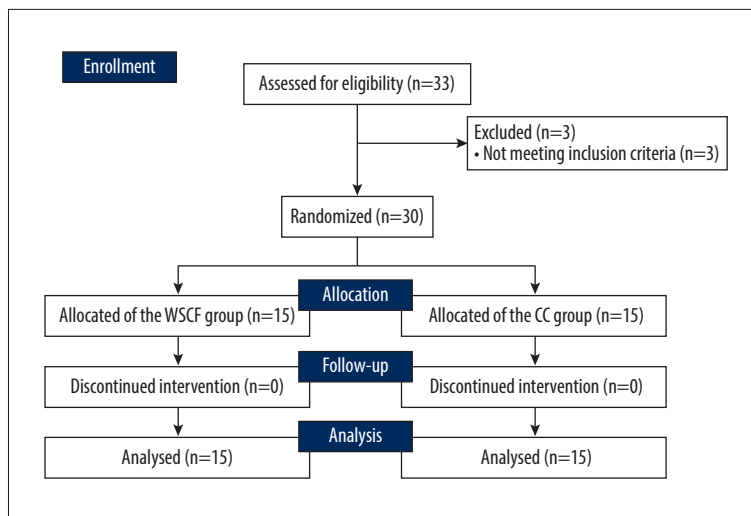 Enrollment
Assessed for eligibility (n=33)
Excluded (n=3)
• Not meeting inclusion criteria (n=3)
Randomized (n=30)
Allocation
Allocated of the WSCF group (n=15)
Allocated of the CC group (n=15)
Follow-up
Discontinued intervention (n=0)
Discontinued intervention (n=0)
Analysis
Analysed (n=15)
Analysed (n=15)